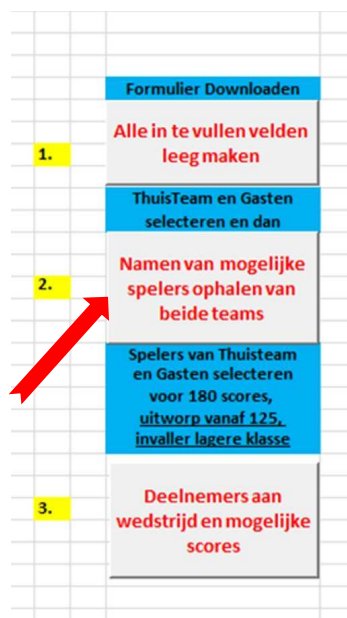 Formulier Downloaden
1.
Alle in te vullen velden
leeg maken
ThuisTeam en Gasten
selecteren en dan
2.
Namen van mogelijke
spelers ophalen van
beide teams
Spelers van Thuisteam
en Gasten selecteren
voor 180 scores,
uitworp vanaf 125,
invaller lagere klasse
3.
Deelnemers aan
wedstrijd en mogelijke
scores